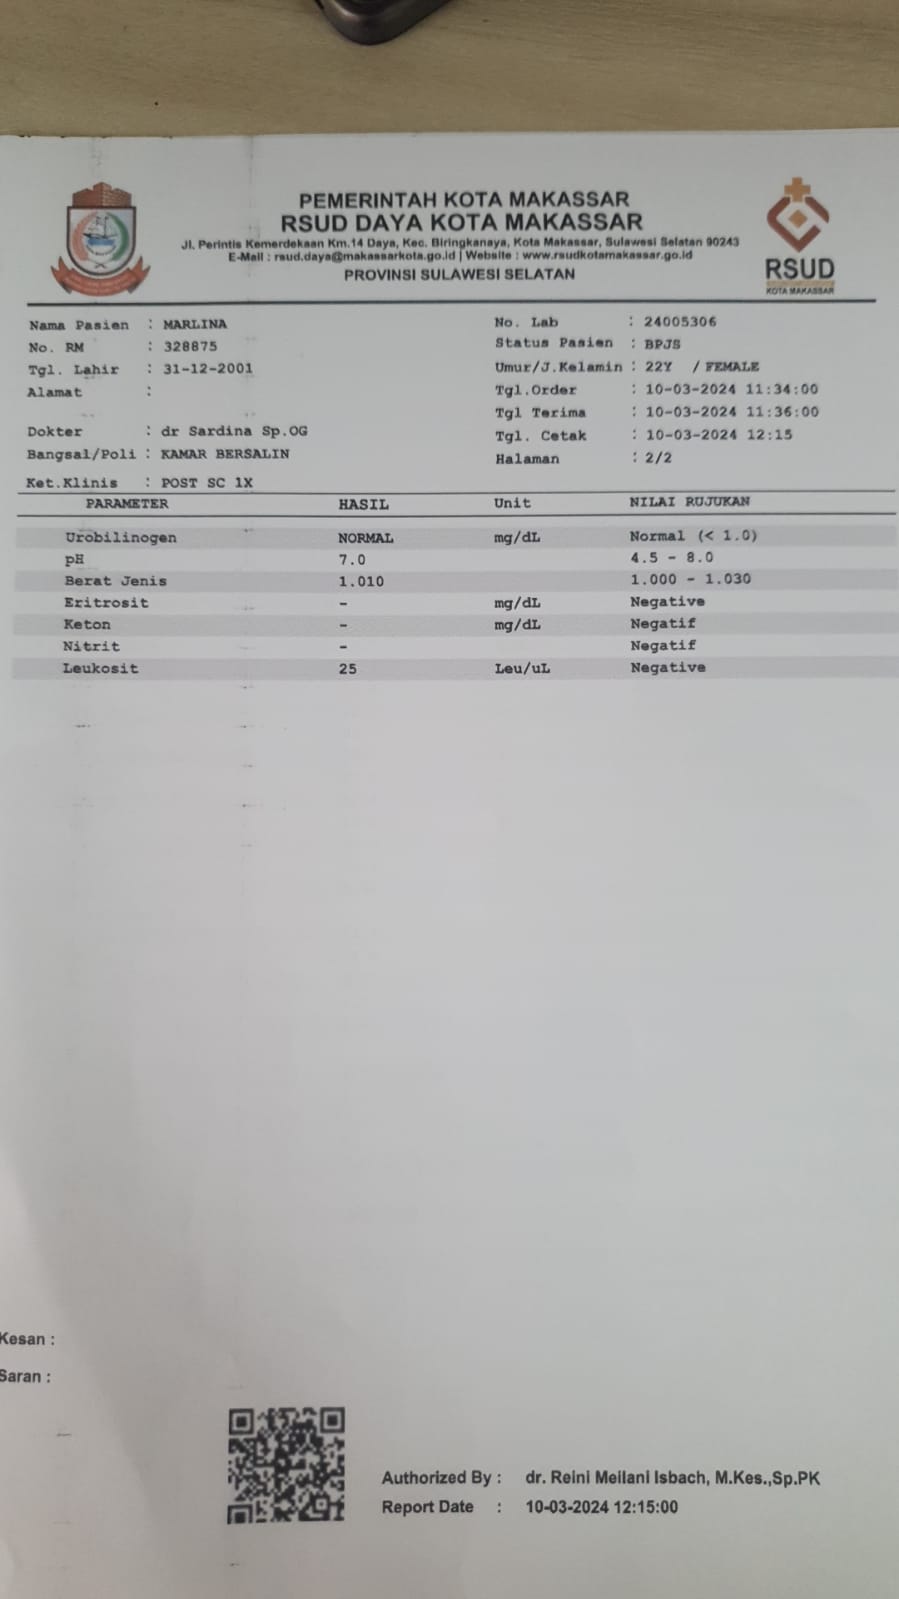 PEMERINTAH KOTA MAKASSAR
RSUD DAYA KOTA MAKASSAR
Jl. Perintis Kemerdekaan Km.14 Daya, Kec. Biringkanaya, Kota Makassar, Sulawesi Selatan 90243
E-Mail : rsud.daya@makassarkota.go.id | Website : www.rsudkotamakassar.go.id
PROVINSI SULAWESI SELATAN
RSUD
KOTA MAKASSAR
Nama Pasien : MARLINA
No. RM : 328875
Tgl. Lahir : 31-12-2001
Alamat :
Dokter : dr Sardina Sp.OG
Bangsal/Poli : KAMAR BERSALIN
Ket.Klinis : POST SC 1X
No. Lab : 24005306
Status Pasien : BPJS
Umur/J.Kelamin : 22Y / FEMALE
Tgl.Order : 10-03-2024 11:34:00
Tgl Terima : 10-03-2024 11:36:00
Tgl. Cetak : 10-03-2024 12:15
Halaman : 2/2
PARAMETER HASIL Unit NILAI RUJUKAN
Urobilinogen NORMAL mg/dL Normal (< 1.0)
pH 7.0 4.5 - 8.0
Berat Jenis 1.010 1.000 - 1.030
Eritrosit - mg/dL Negative
Keton - mg/dL Negatif
Nitrit - Negatif
Leukosit 25 Leu/uL Negative
Kesan :
Saran :
Authorized By : dr. Reini Meilani Isbach, M.Kes.,Sp.PK
Report Date : 10-03-2024 12:15:00